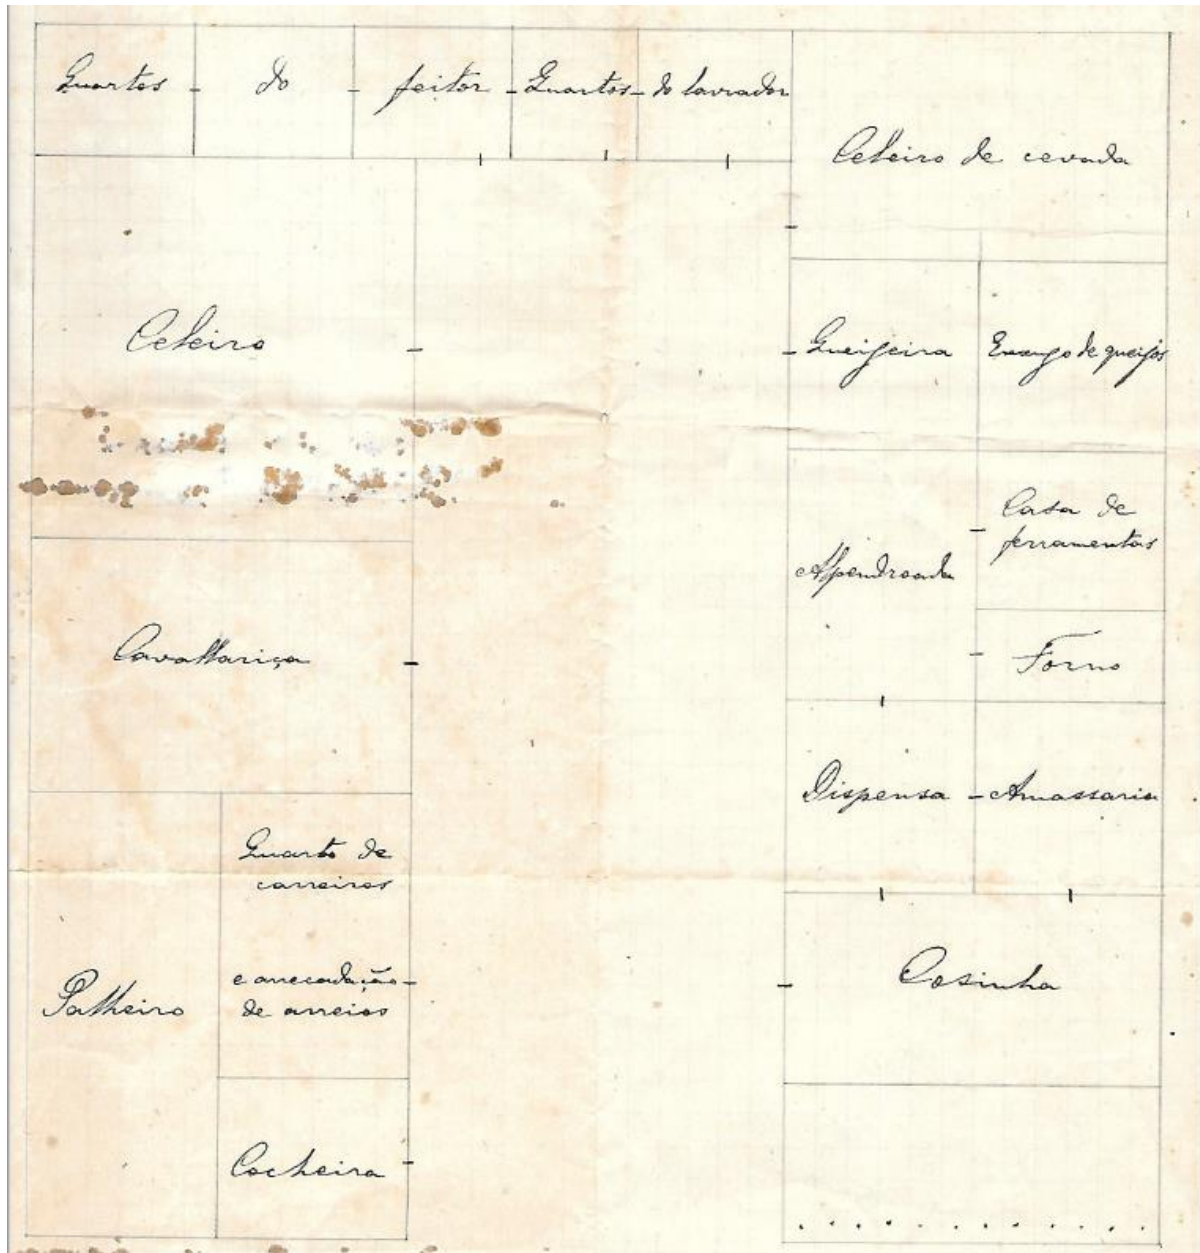 Quartos do feitor Quartos do lavrador
Celeiro de cevada
Celeiro
Queijeira
Enxugo de queijos
Casa de
ferramentas
Alpendroada
Cavallariça
Forno
Dispensa
Amassaria
Quarto de
carreiros
e arrecadação
de arreios
Palheiro
Cosinha
Cocheira